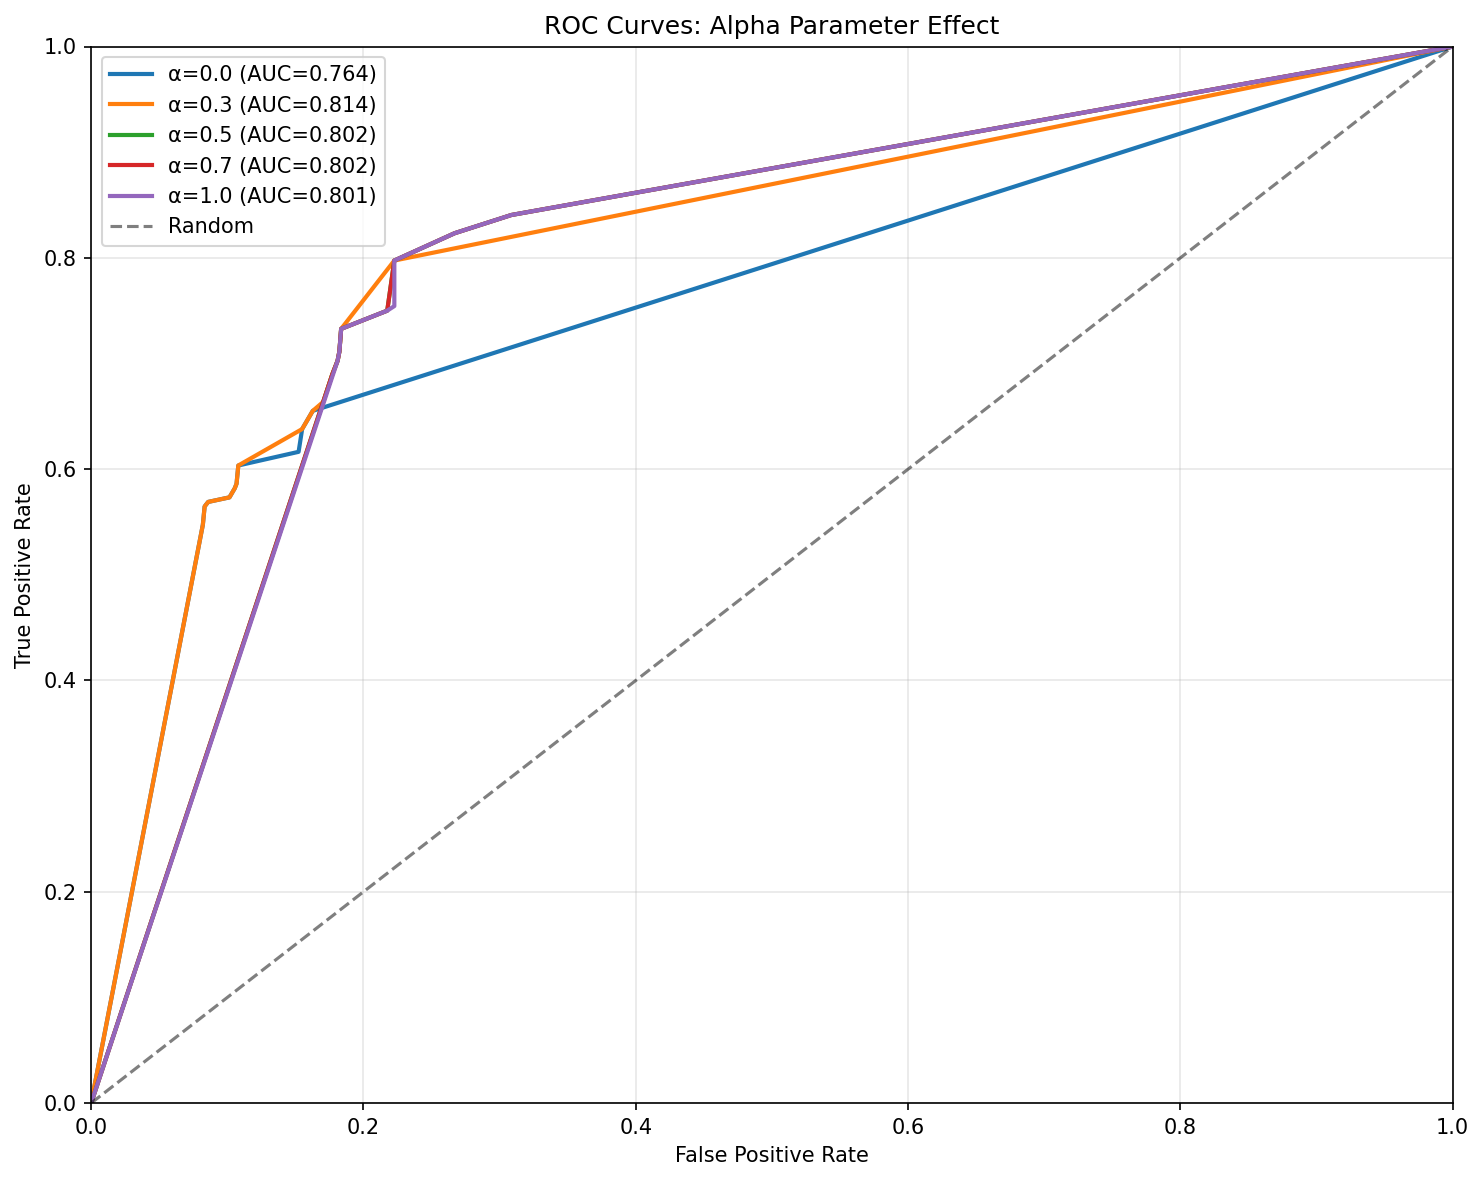 ROC Curves: Alpha Parameter Effect
α=0.0 (AUC=0.764)
α=0.3 (AUC=0.814)
α=0.5 (AUC=0.802)
α=0.7 (AUC=0.802)
α=1.0 (AUC=0.801)
Random
True Positive Rate
1.0
0.8
0.6
0.4
0.2
0.0
0.0 0.2 0.4 0.6 0.8 1.0
False Positive Rate